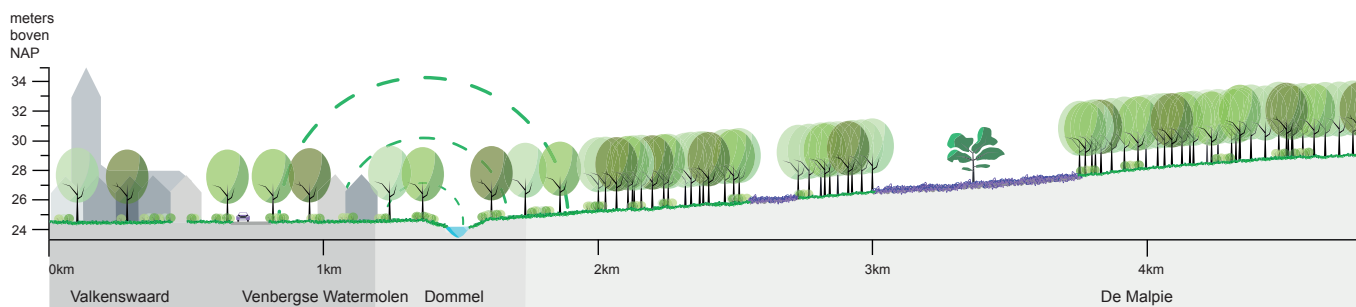 meters
boven
NAP
34
32
30
28
26
24
0km
1km
2km
3km
4km
Valkenswaard
Venbergse Watermolen
Dommel
De Malpie